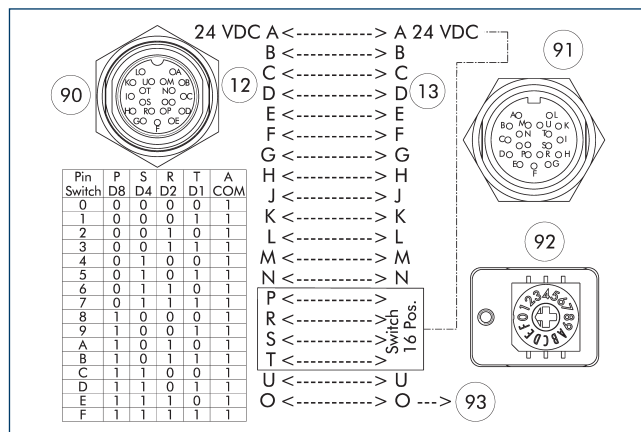 24 VDC A <-----------> A 24 VDC
B <-----------> B
C <-----------> C
D <-----------> D
E <-----------> E
F <-----------> F
G <-----------> G
H <-----------> H
J <-----------> J
K <-----------> K
L <-----------> L
M <-----------> M
N <-----------> N
P <----------->
R <----------->
S <----------->
T <----------->
Switch
16 Pos.
U <-----------> U
O <-----------> O ---> 93
90
12
13
91
92
L A
K U M B
T N
I C
S O
H R P D
G E
F
A L
B M U K
N T
C I
O S
D P R H
E G
F
Pin P S R T A
Switch D8 D4 D2 D1 COM
0 0 0 0 0 1
1 0 0 0 1 1
2 0 0 1 0 1
3 0 0 1 1 1
4 0 1 0 0 1
5 0 1 0 1 1
6 0 1 1 0 1
7 0 1 1 1 1
8 1 0 0 0 1
9 1 0 0 1 1
A 1 0 1 0 1
B 1 0 1 1 1
C 1 1 0 0 1
D 1 1 0 1 1
E 1 1 1 0 1
F 1 1 1 1 1
0123456789ABCDEF